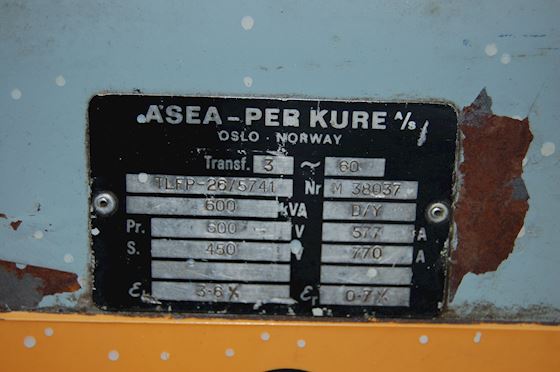 ASEA-PER KURE A/s
OSLO NORWAY
Transf. 3 ~ 60
TLFP-26/5741 Nr M 38037
600 kVA D/Y
Pr. 600 V 577 A
S. 450 V 770 A
εx 3-6 % εr 0-7 %